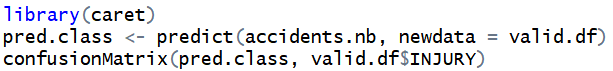 library(caret)
pred.class <- predict(accidents.nb, newdata = valid.df)
confusionMatrix(pred.class, valid.df$INJURY)